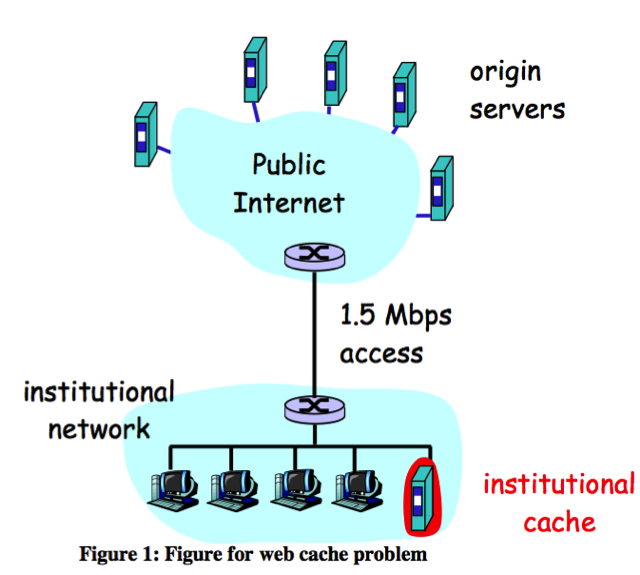 origin
servers
Public
Internet
1.5 Mbps
access
institutional
network
institutional
cache
Figure 1: Figure for web cache problem